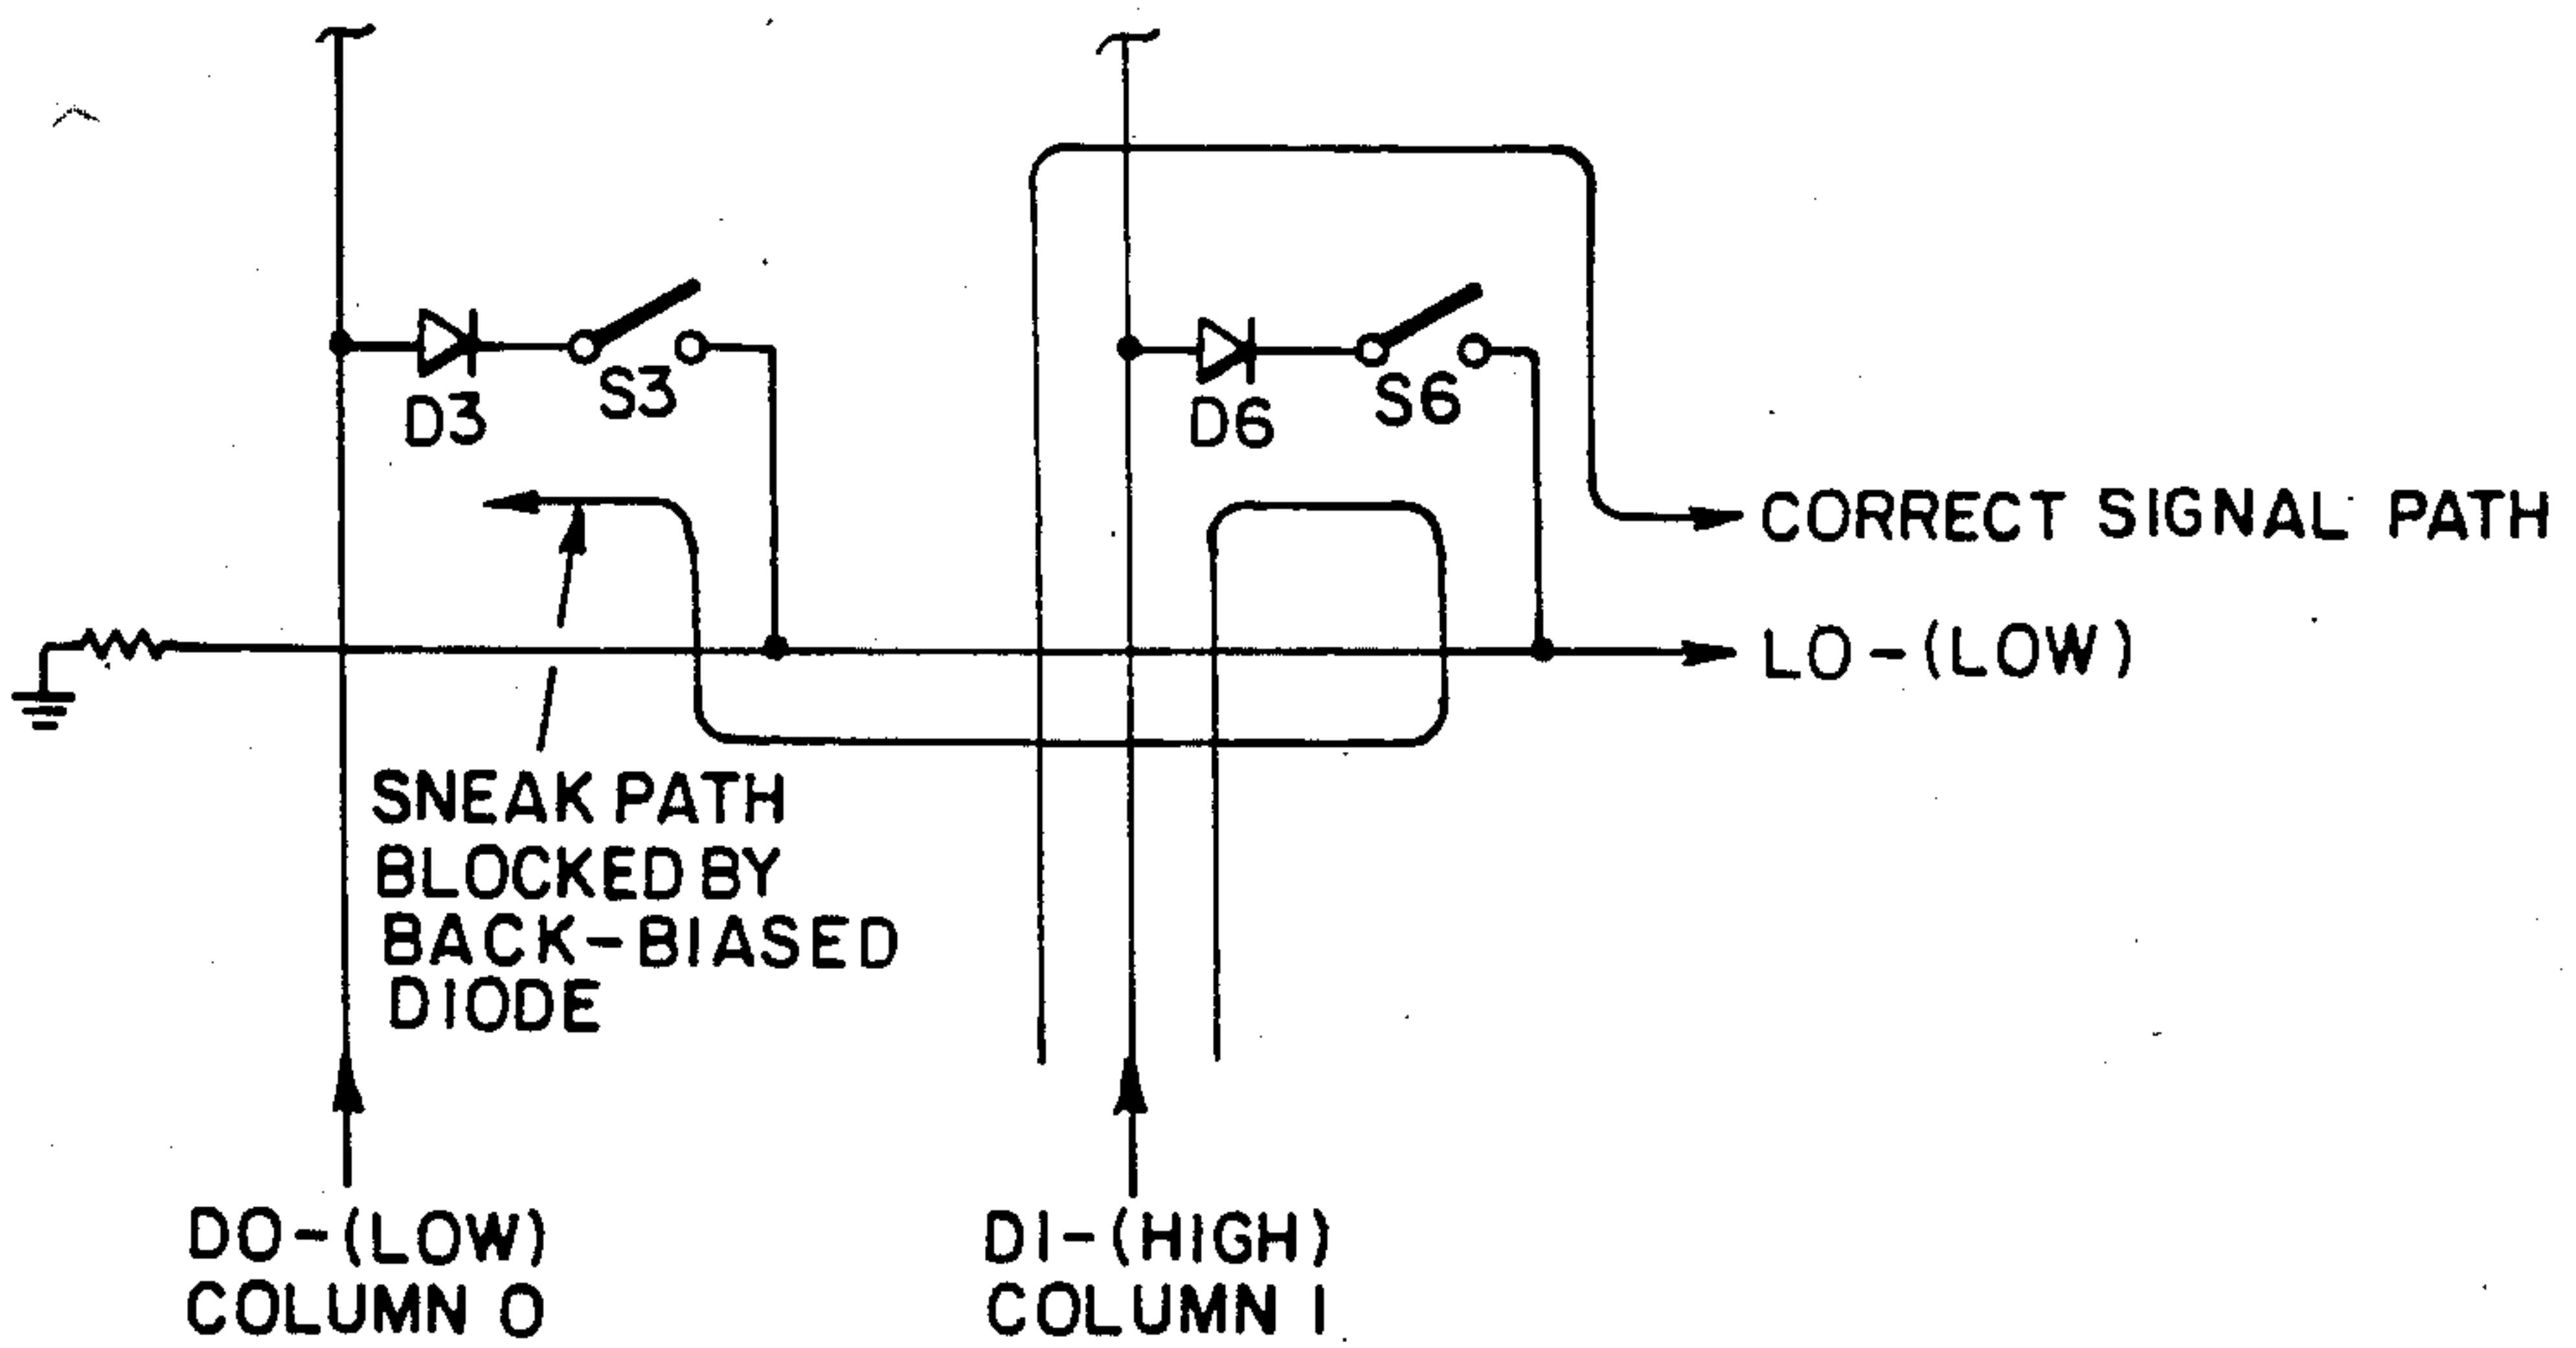 D3
S3
D6
S6
CORRECT SIGNAL PATH
LO-(LOW)
SNEAK PATH
BLOCKED BY
BACK-BIASED
DIODE
DO-(LOW)
COLUMN O
DI-(HIGH)
COLUMN I